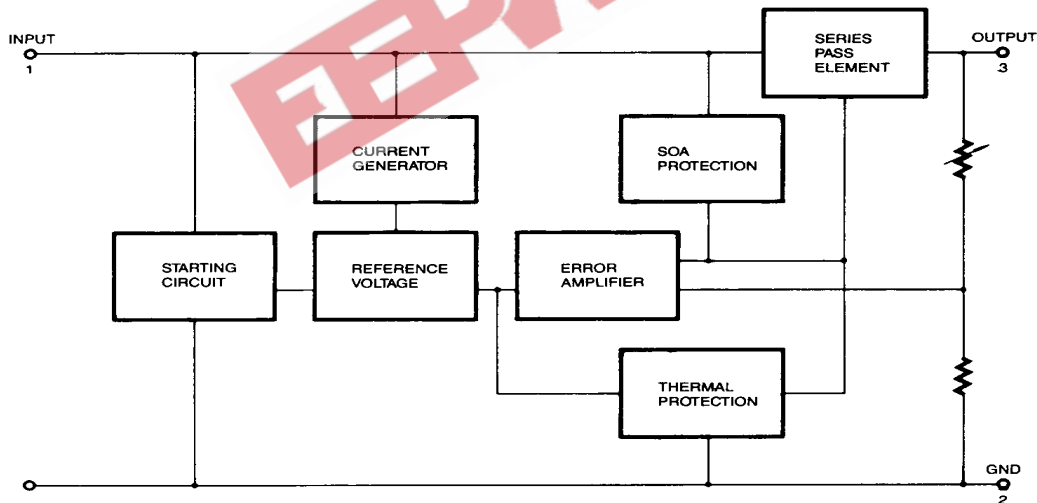 INPUT
1
SERIES
PASS
ELEMENT
OUTPUT
3
CURRENT
GENERATOR
SOA
PROTECTION
STARTING
CIRCUIT
REFERENCE
VOLTAGE
ERROR
AMPLIFIER
THERMAL
PROTECTION
GND
2